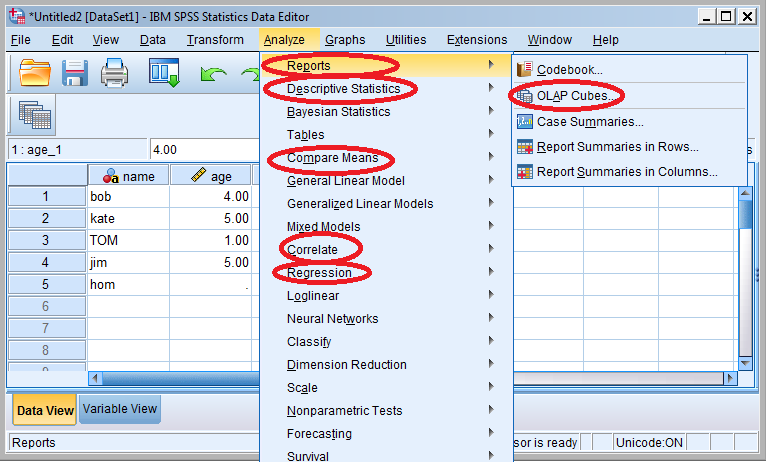 *Untitled2 [DataSet1] - IBM SPSS Statistics Data Editor
File Edit View Data Transform Analyze Graphs Utilities Extensions Window Help
Reports
Descriptive Statistics
Bayesian Statistics
Tables
Compare Means
General Linear Model
Generalized Linear Models
Mixed Models
Correlate
Regression
Loglinear
Neural Networks
Classify
Dimension Reduction
Scale
Nonparametric Tests
Forecasting
Survival
Codebook...
OLAP Cubes...
Case Summaries...
Report Summaries in Rows...
Report Summaries in Columns...
1 : age_1 4.00
name age
1 bob 4.00
2 kate 5.00
3 TOM 1.00
4 jim 5.00
5 hom .
6
7
8
Data View Variable View
Reports is ready Unicode:ON